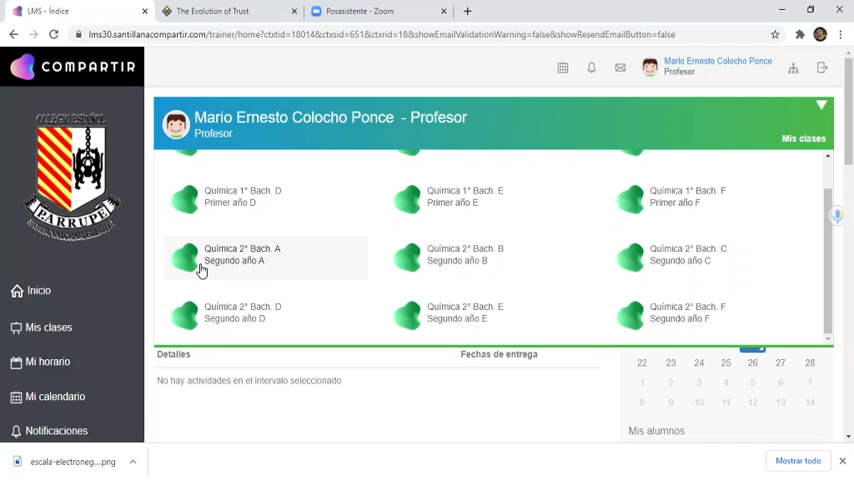 LMS - Índice
The Evolution of Trust
Posasistente - Zoom
lms30.santillanacompartir.com/trainer/home?ctxtid=18014&ctxsid=651&ctxrid=18&showEmailValidationWarning=false&showResendEmailButton=false
COMPARTIR
Mario Ernesto Colocho Ponce
Profesor
Mario Ernesto Colocho Ponce - Profesor
Profesor
Mis clases
COLEGIO ESPAÑOL
PADRE ARRUPE
Química 1° Bach. D
Primer año D
Química 1° Bach. E
Primer año E
Química 1° Bach. F
Primer año F
Química 2° Bach. A
Segundo año A
Química 2° Bach. B
Segundo año B
Química 2° Bach. C
Segundo año C
Química 2° Bach. D
Segundo año D
Química 2° Bach. E
Segundo año E
Química 2° Bach. F
Segundo año F
Inicio
Mis clases
Mi horario
Mi calendario
Notificaciones
Detalles
Fechas de entrega
No hay actividades en el intervalo seleccionado
22 23 24 25 26 27 28
1 2 3 4 5 6 7
8 9 10 11 12 13 14
Mis alumnos
escala-electroneg....png
Mostrar todo